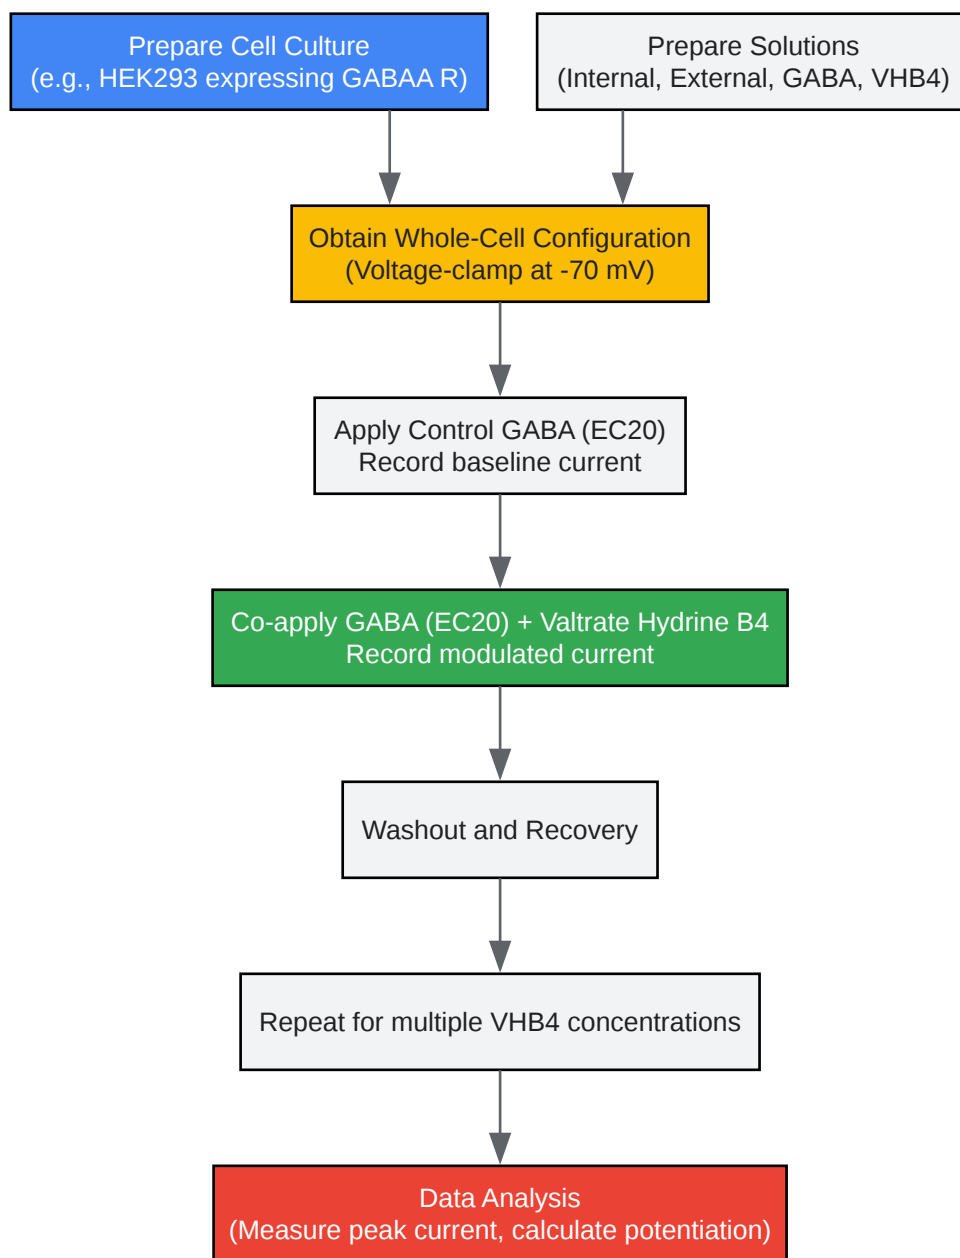 Prepare Cell Culture
(e.g., HEK293 expressing GABAA R)
Prepare Solutions
(Internal, External, GABA, VHB4)
Obtain Whole-Cell Configuration
(Voltage-clamp at -70 mV)
Apply Control GABA (EC20)
Record baseline current
Co-apply GABA (EC20) + Valtrate Hydrine B4
Record modulated current
Washout and Recovery
Repeat for multiple VHB4 concentrations
Data Analysis
(Measure peak current, calculate potentiation)